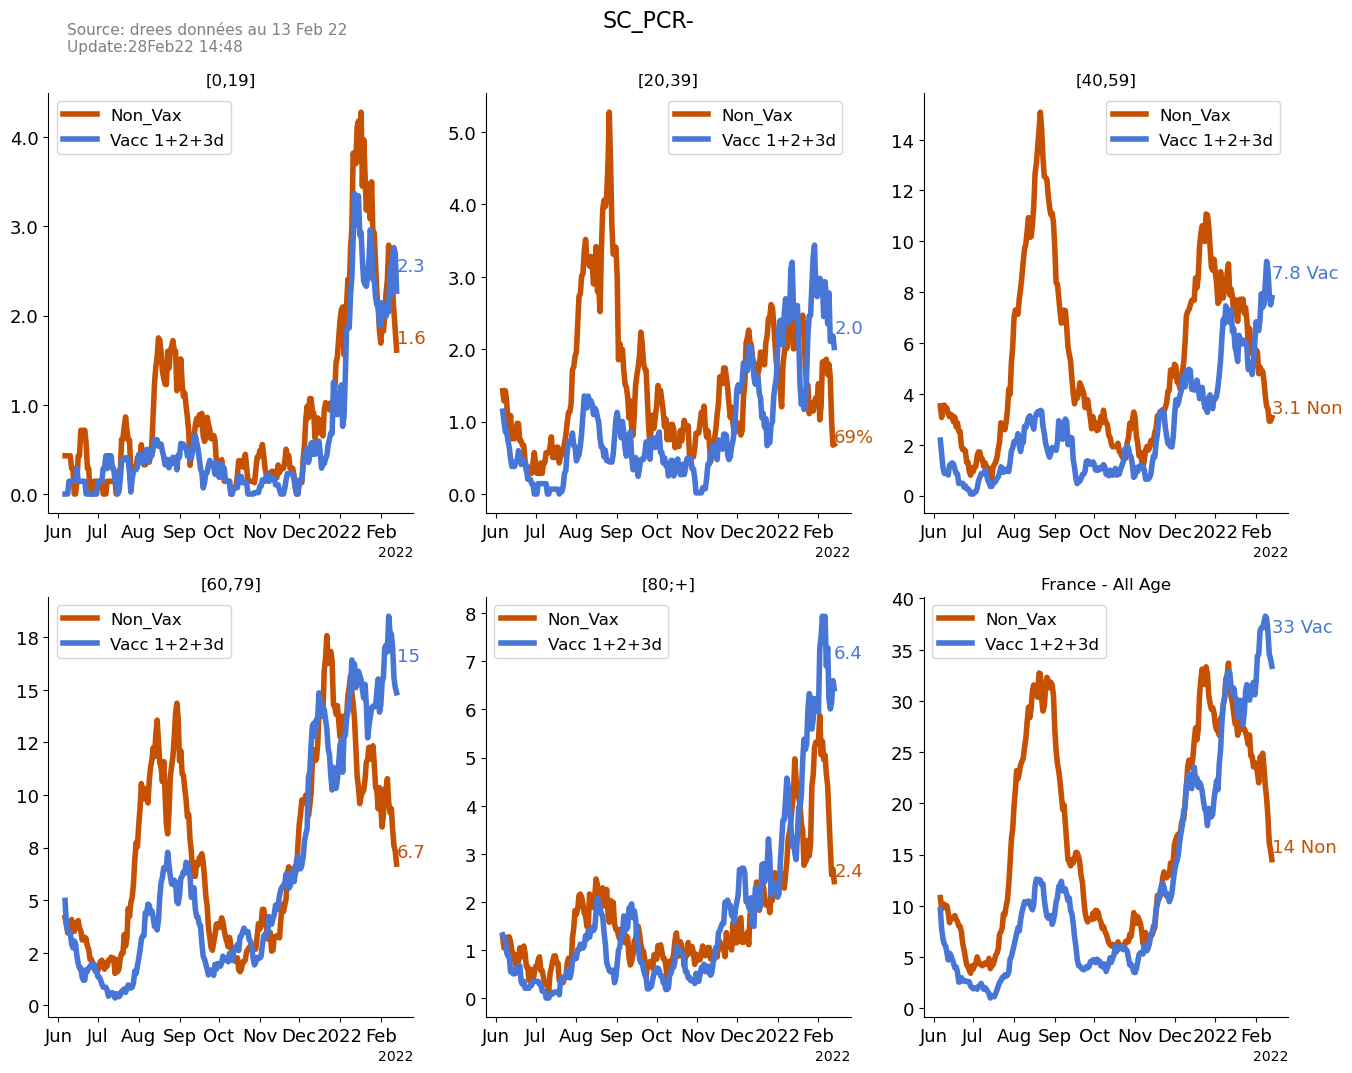 SC_PCR-
Source: drees données au 13 Feb 22
Update:28Feb22 14:48
[0,19]
Non_Vax
Vacc 1+2+3d
4.0
3.0
2.0
1.0
0.0
2.3
1.6
Jun Jul Aug Sep Oct Nov Dec 2022 Feb
2022
[20,39]
Non_Vax
Vacc 1+2+3d
5.0
4.0
3.0
2.0
1.0
0.0
2.0
69%
Jun Jul Aug Sep Oct Nov Dec 2022 Feb
2022
[40,59]
Non_Vax
Vacc 1+2+3d
14
12
10
8
6
4
2
0
7.8 Vac
3.1 Non
Jun Jul Aug Sep Oct Nov Dec 2022 Feb
2022
[60,79]
Non_Vax
Vacc 1+2+3d
18
15
12
10
8
5
2
0
15
6.7
Jun Jul Aug Sep Oct Nov Dec 2022 Feb
2022
[80;+]
Non_Vax
Vacc 1+2+3d
8
7
6
5
4
3
2
1
0
6.4
2.4
Jun Jul Aug Sep Oct Nov Dec 2022 Feb
2022
France - All Age
Non_Vax
Vacc 1+2+3d
40
35
30
25
20
15
10
5
0
33 Vac
14 Non
Jun Jul Aug Sep Oct Nov Dec 2022 Feb
2022